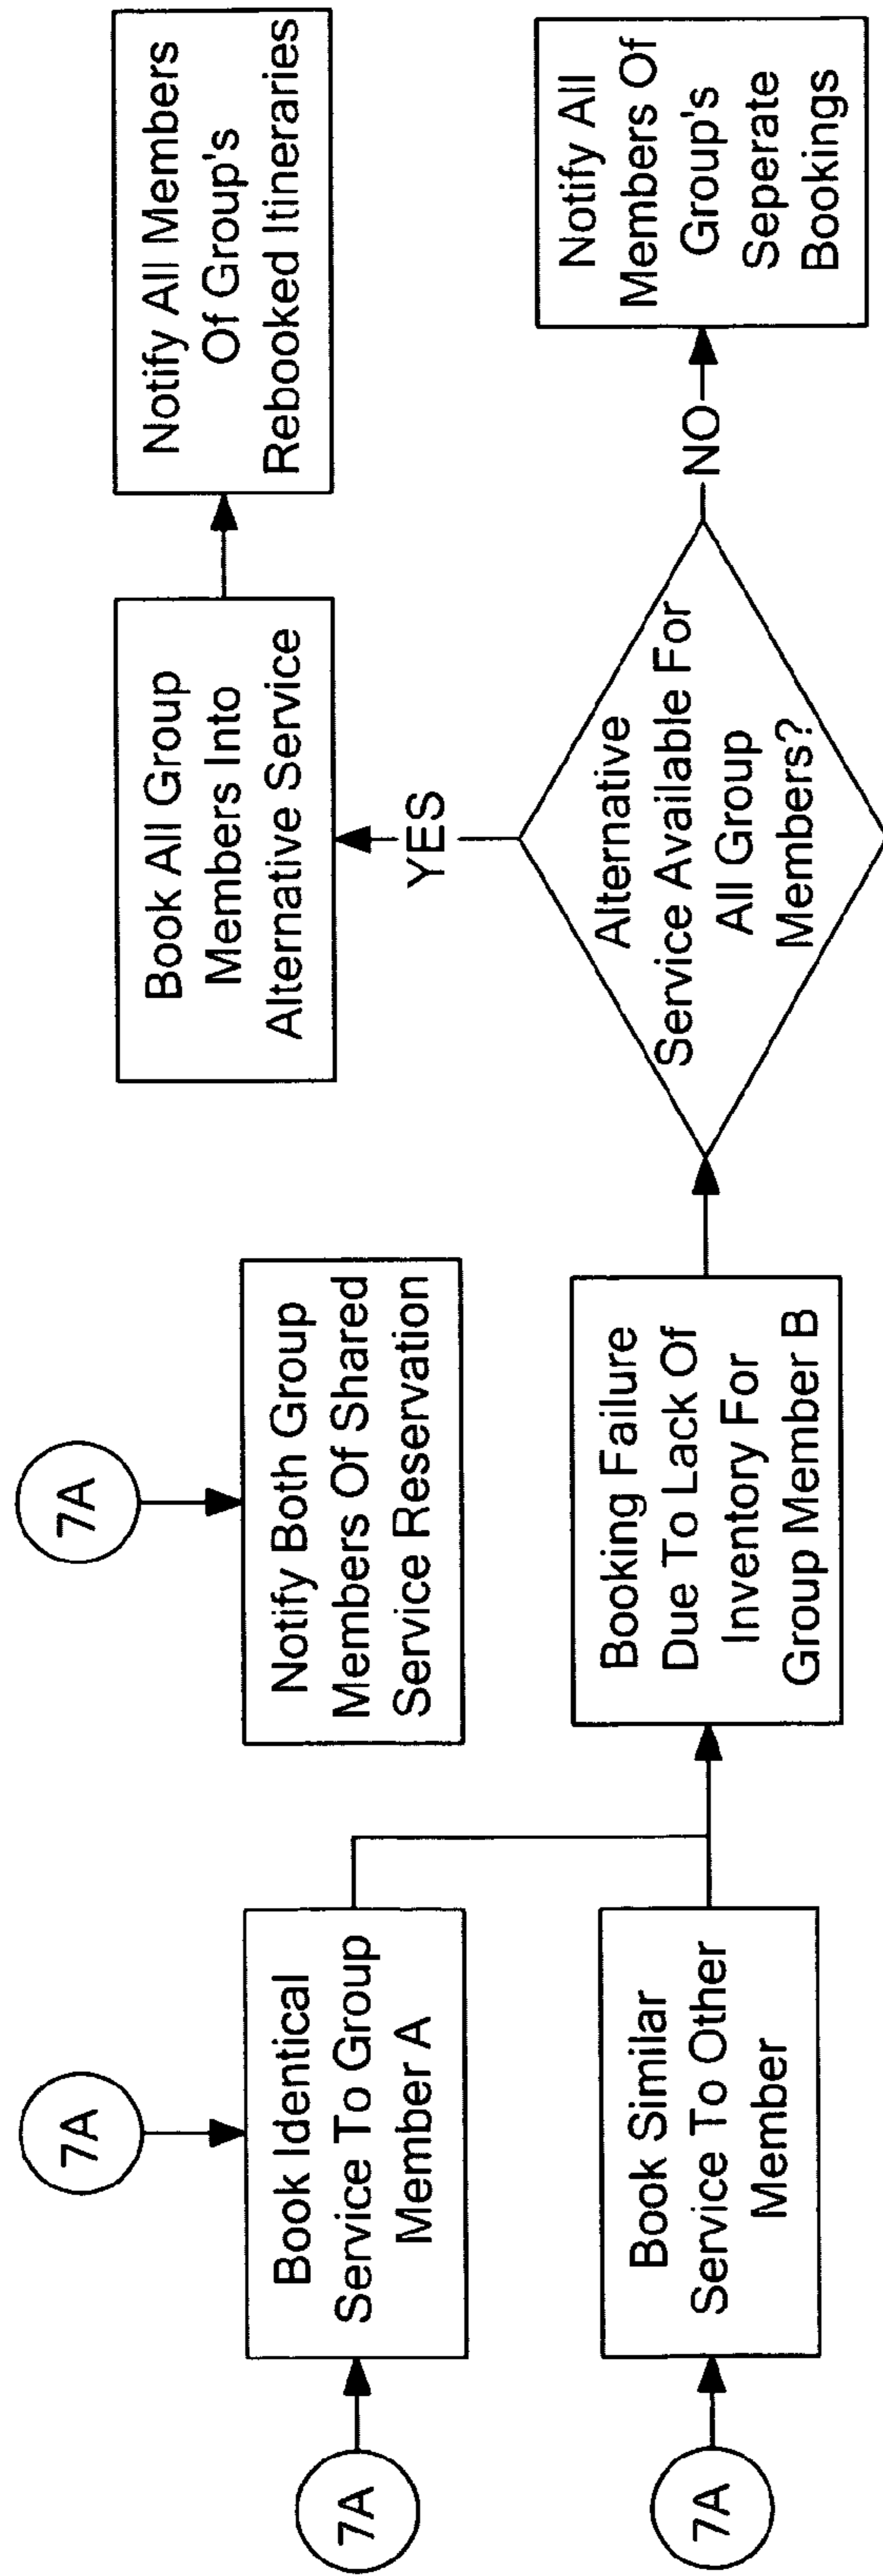 7A
7A
Book Identical
Service To Group
Member A
7A
Notify Both Group
Members Of Shared
Service Reservation
Book All Group
Members Into
Alternative Service
Notify All Members
Of Group's
Rebooked Itineraries
YES
7A
Book Similar
Service To Other
Member
Booking Failure
Due To Lack Of
Inventory For
Group Member B
Alternative
Service Available For
All Group
Members?
NO
Notify All
Members Of
Group's
Seperate
Bookings